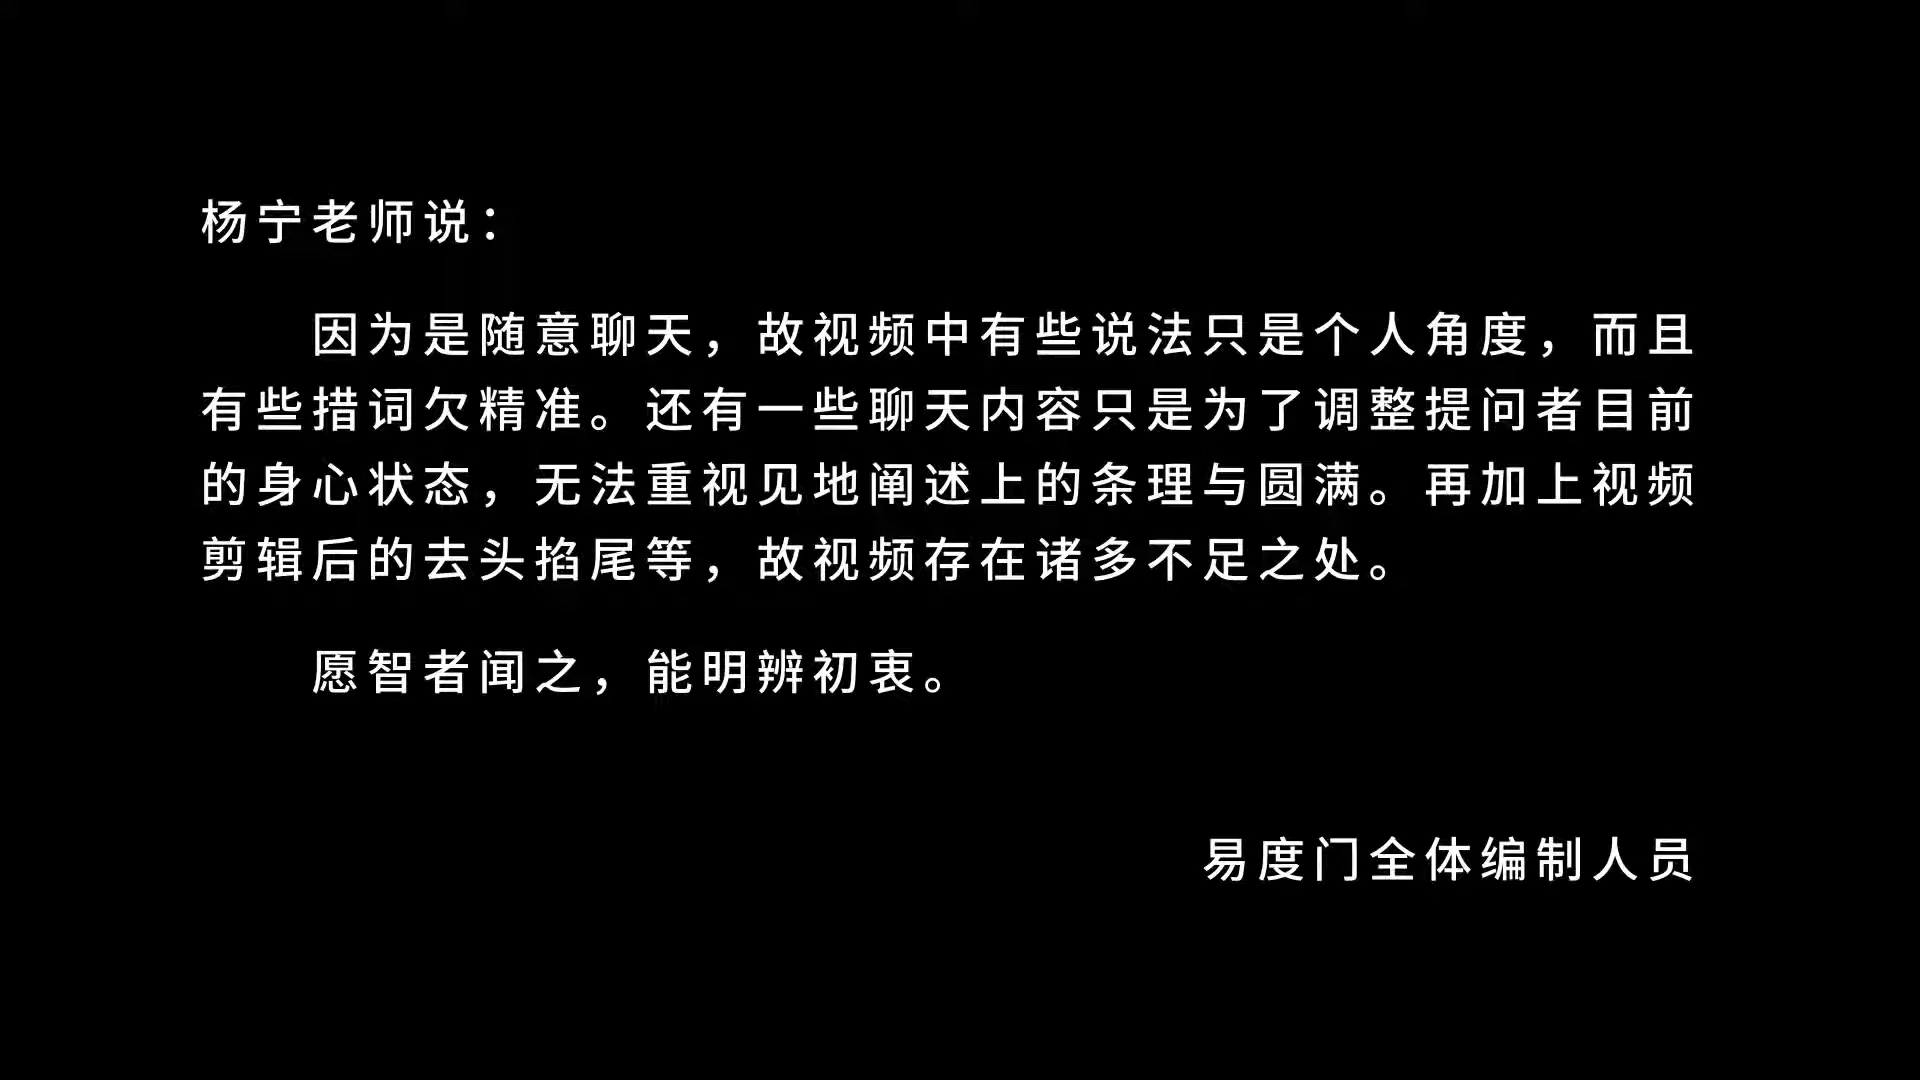 杨宁老师说：
因为是随意聊天，故视频中有些说法只是个人角度，而且
有些措词欠精准。还有一些聊天内容只是为了调整提问者目前
的身心状态，无法重视见地阐述上的条理与圆满。再加上视频
剪辑后的去头掐尾等，故视频存在诸多不足之处。
愿智者闻之，能明辨初衷。
易度门全体编制人员